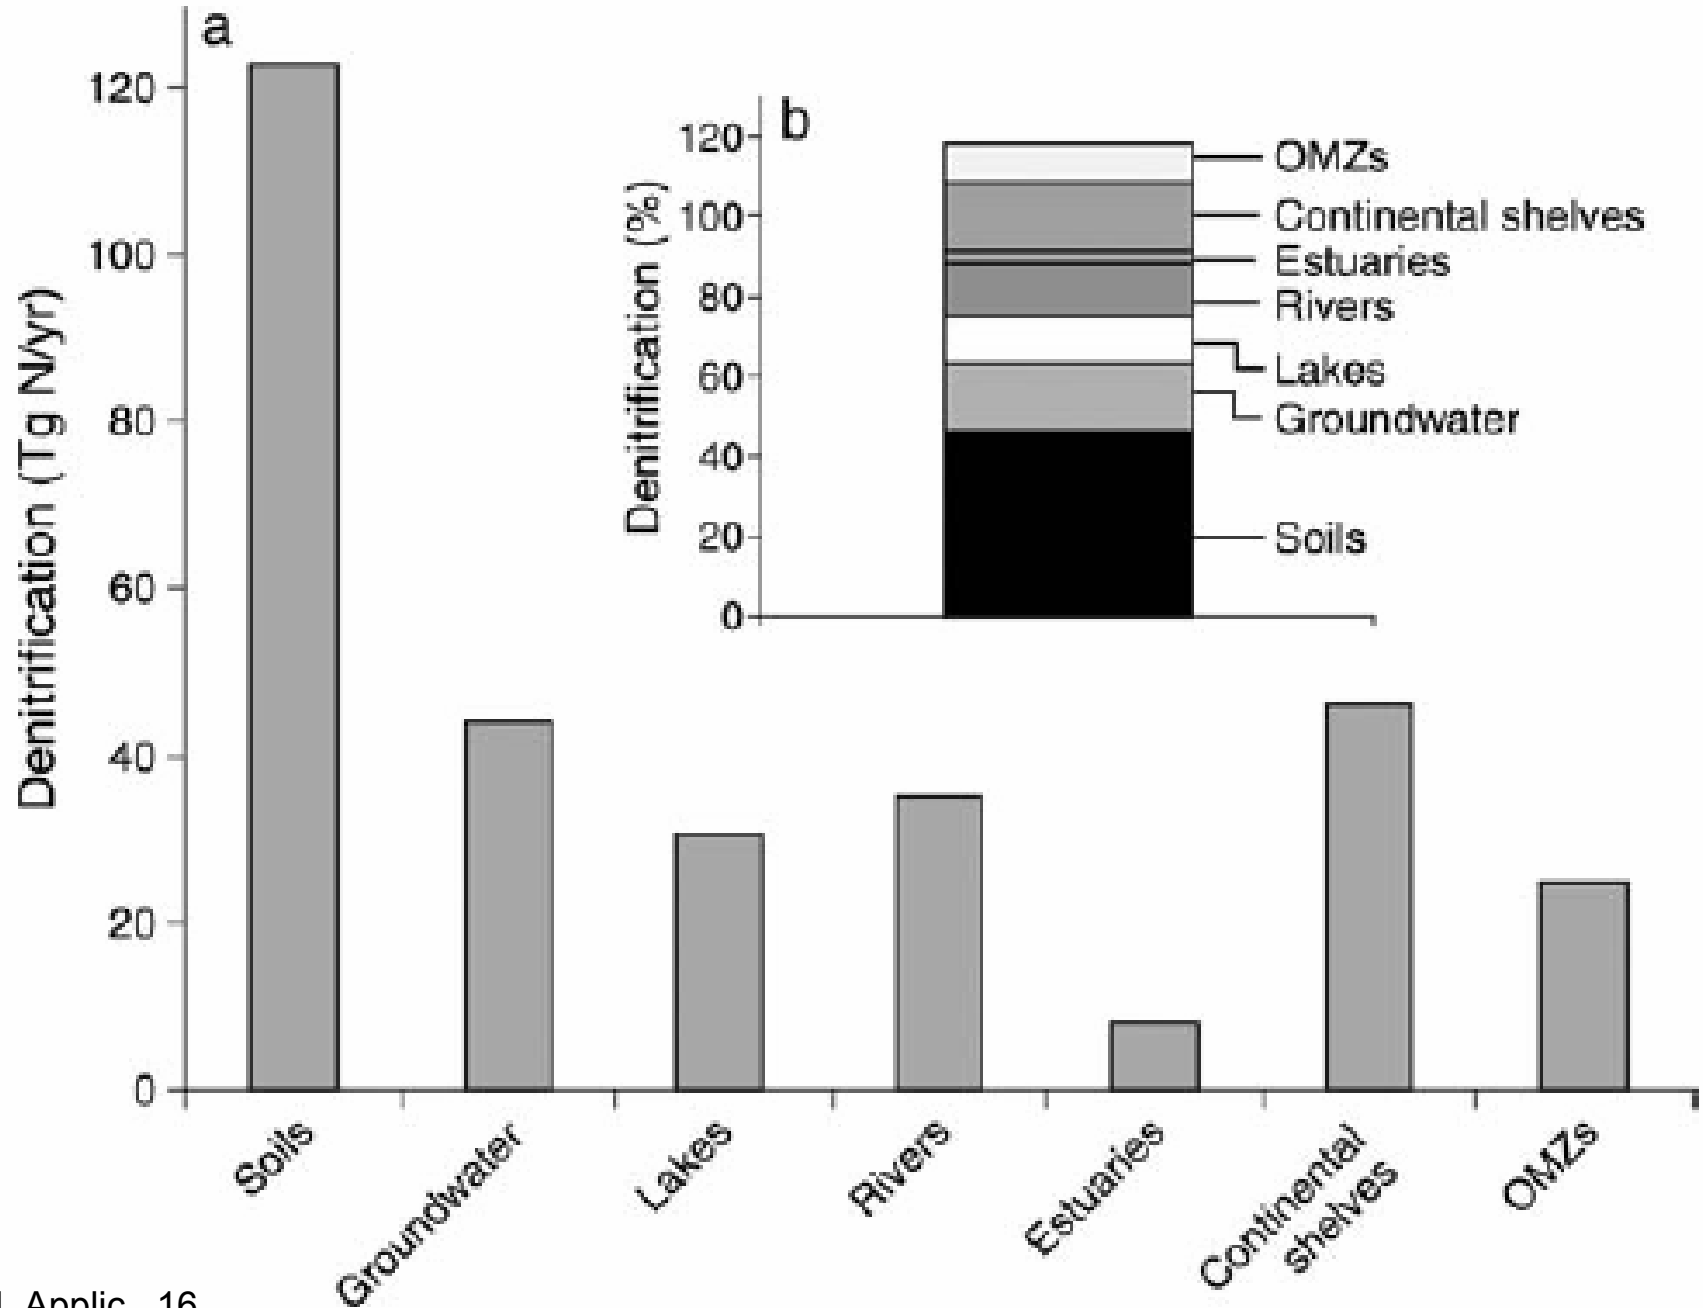 a
120
100
80
60
40
20
0
Denitrification (Tg N/yr)
b
120
100
80
60
40
20
0
Denitrification (%)
OMZs
Continental shelves
Estuaries
Rivers
Lakes
Groundwater
Soils
Soils
Groundwater
Lakes
Rivers
Estuaries
Continental
shelves
OMZs
Applic. 16